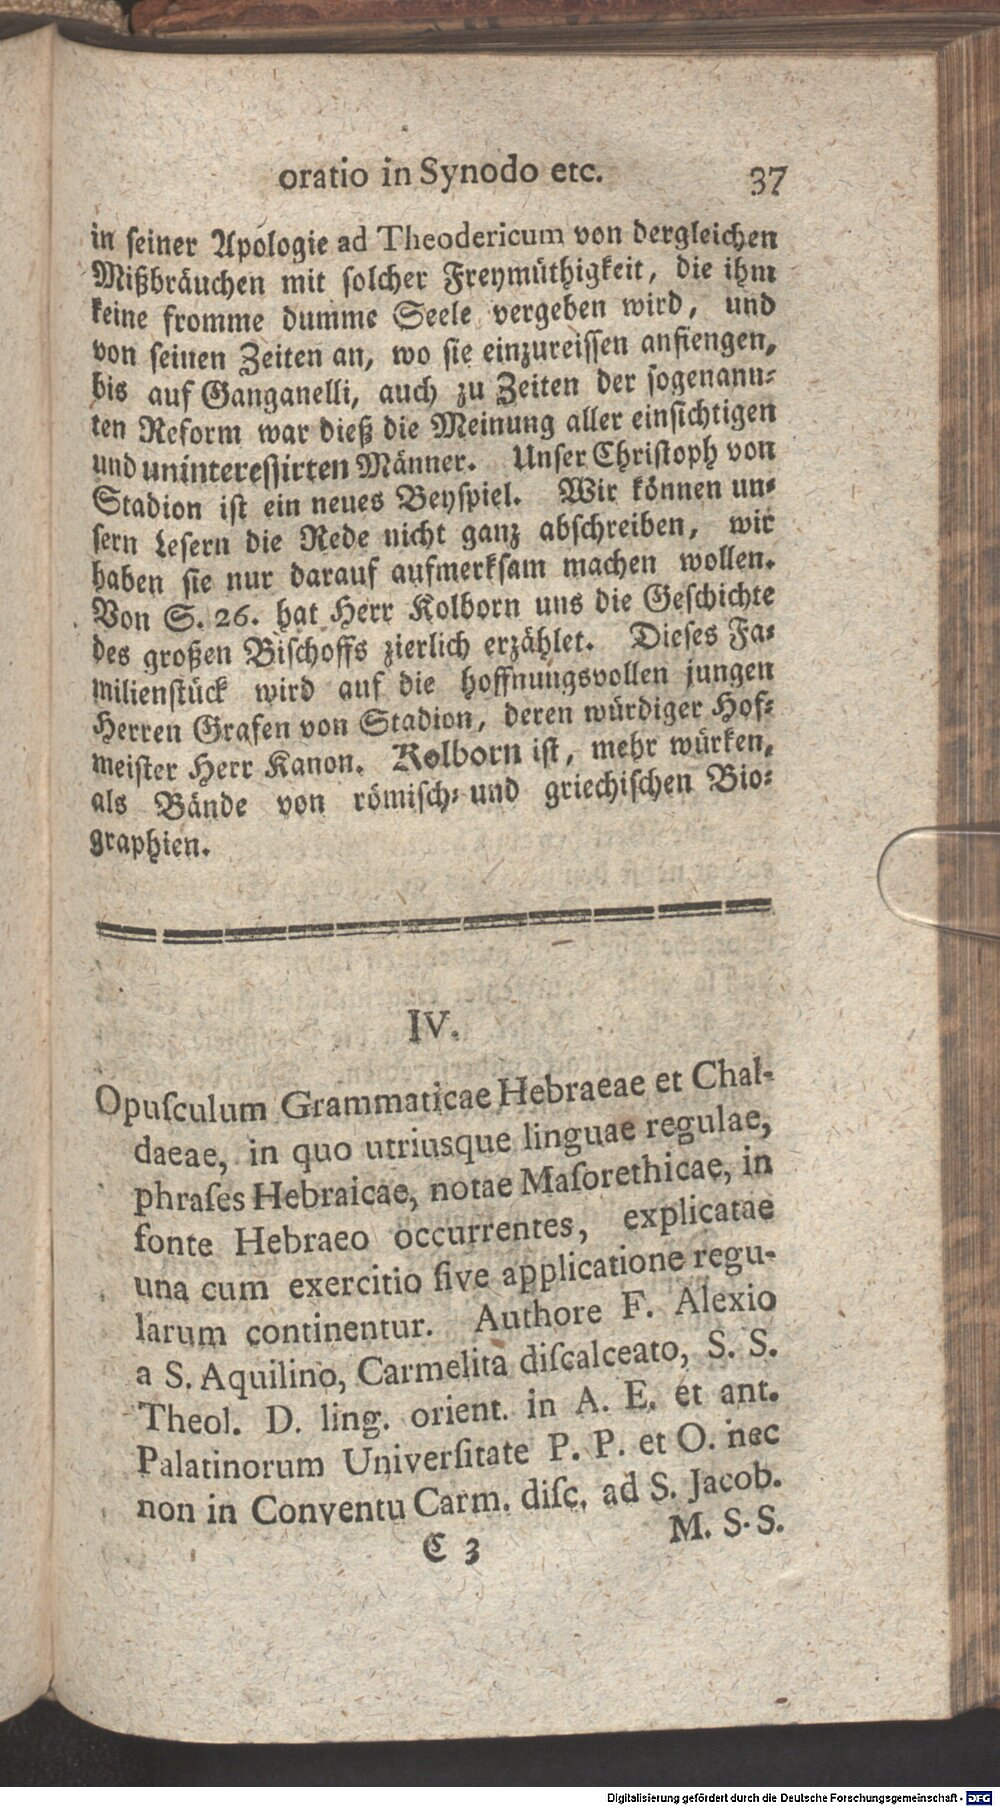 oratio in Synodo etc. 37
in seiner Apologie ad Theodericum von dergleichen
Mißbräuchen mit solcher Freymüthigkeit, die ihm
keine fromme dumme Seele vergeben wird, und
von seinen Zeiten an, wo sie einzureissen anfiengen,
bis auf Ganganelli, auch zu Zeiten der sogenann-
ten Reform war dieß die Meinung aller einsichtigen
und uninteressirten Männer. Unser Christoph von
Stadion ist ein neues Beyspiel. Wir können un-
sern Lesern die Rede nicht ganz abschreiben, wir
haben sie nur darauf aufmerksam machen wollen.
Von S. 26. hat Herr Kolborn uns die Geschichte
des großen Bischoffs zierlich erzählet. Dieses Fa-
milienstück wird auf die hoffnungsvollen jungen
Herren Grafen von Stadion, deren würdiger Hof-
meister Herr Kanon. Kolborn ist, mehr würken,
als Bände von römisch- und griechischen Bio-
graphien.
IV.
Opuſculum Grammaticae Hebraeae et Chal-
daeae, in quo utriusque linguae regulae,
phraſes Hebraicae, notae Maſorethicae, in
fonte Hebraeo occurrentes, explicatae
una cum exercitio ſive applicatione regu-
larum continentur. Authore F. Alexio
a S. Aquilino, Carmelita diſcalceato, S. S.
Theol. D. ling. orient. in A. E. et ant.
Palatinorum Univerſitate P. P. et O. nec
non in Conventu Carm. diſc. ad S. Jacob.
C 3 M. S. S.
Digitalisierung gefördert durch die Deutsche Forschungsgemeinschaft - DFG